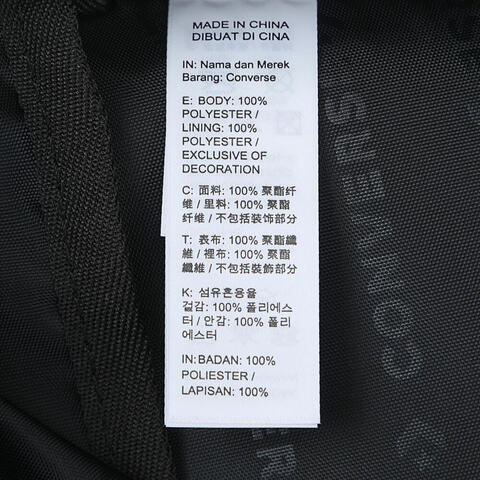 MADE IN CHINA
DIBUAT DI CINA
IN: Nama dan Merek
Barang: Converse
E: BODY: 100%
POLYESTER /
LINING: 100%
POLYESTER /
EXCLUSIVE OF
DECORATION
C: 面料: 100% 聚酯纤
维 / 里料: 100% 聚酯
纤维 / 不包括装饰部分
T: 表布: 100% 聚酯纖
維 / 裡布: 100% 聚酯
纖維 / 不包括裝飾部分
K: 섬유혼용율
겉감: 100% 폴리에스
터 / 안감: 100% 폴리
에스터
IN: BADAN: 100%
POLIESTER /
LAPISAN: 100%